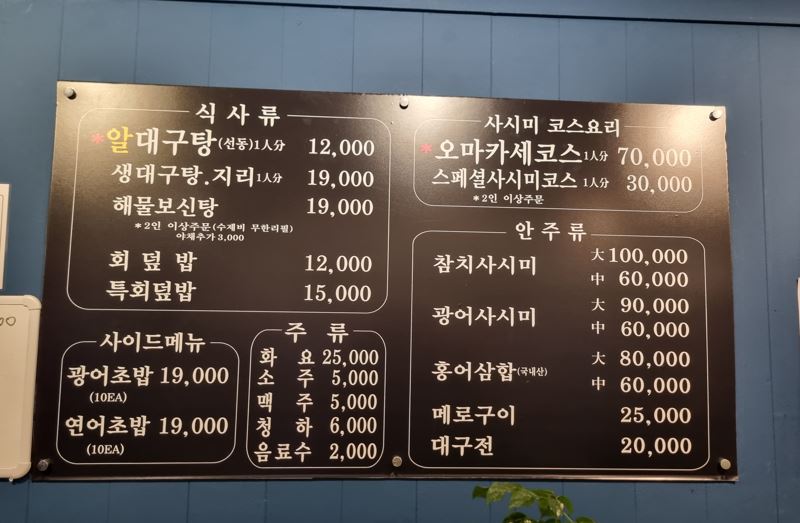 식 사 류
*알대구탕(선동)1人分 12,000
생대구탕.지리1人分 19,000
해물보신탕 19,000
*2인 이상주문(수제비 무한리필)
야채추가 3,000
회 덮 밥 12,000
특회덮밥 15,000
사이드메뉴
광어초밥 19,000
(10EA)
연어초밥 19,000
(10EA)
주 류
화 요 25,000
소 주 5,000
맥 주 5,000
청 하 6,000
음료수 2,000
사시미 코스요리
*오마카세코스1人分 70,000
스페셜사시미코스 1人分 30,000
*2인 이상주문
안 주 류
참치사시미 大 100,000
中 60,000
광어사시미 大 90,000
中 60,000
홍어삼합(국내산) 大 80,000
中 60,000
메로구이 25,000
대구전 20,000